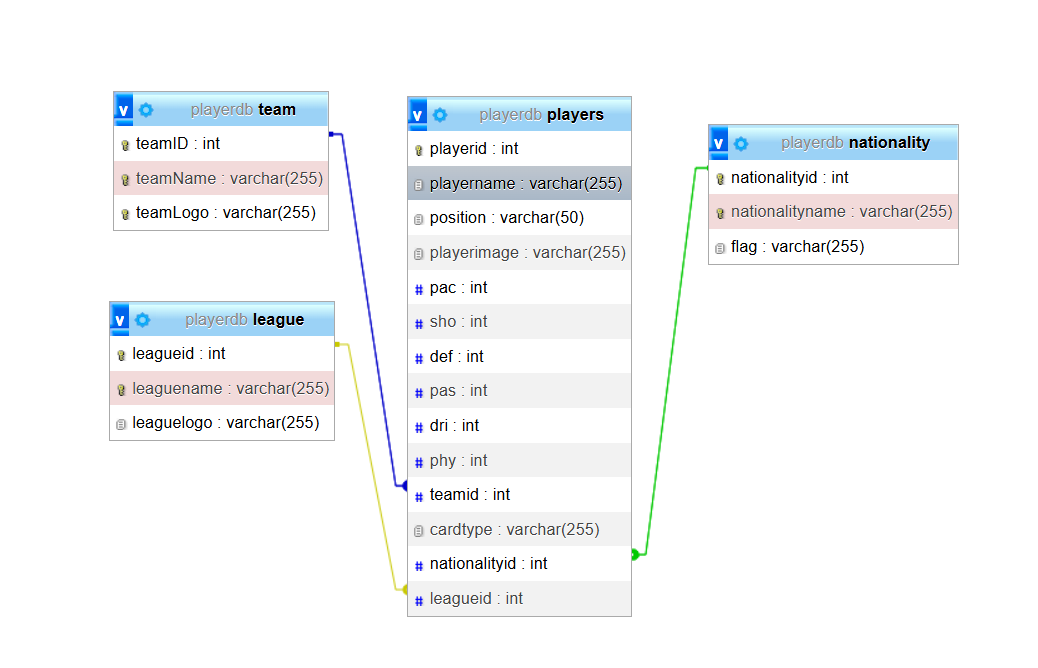 v playerdb team
teamID : int
teamName : varchar(255)
teamLogo : varchar(255)
v playerdb league
leagueid : int
leaguename : varchar(255)
leaguelogo : varchar(255)
v playerdb players
playerid : int
playername : varchar(255)
position : varchar(50)
playerimage : varchar(255)
# pac : int
# sho : int
# def : int
# pas : int
# dri : int
# phy : int
# teamid : int
cardtype : varchar(255)
# nationalityid : int
# leagueid : int
v playerdb nationality
nationalityid : int
nationalityname : varchar(255)
flag : varchar(255)